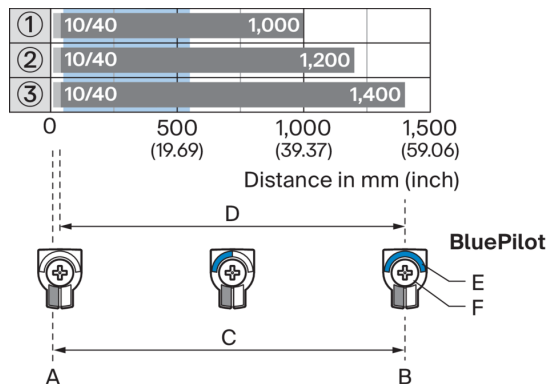 ① 10/40 1,000
② 10/40 1,200
③ 10/40 1,400
0 500 1,000 1,500
(19.69) (39.37) (59.06)
Distance in mm (inch)
D
BluePilot
E
F
C
A B